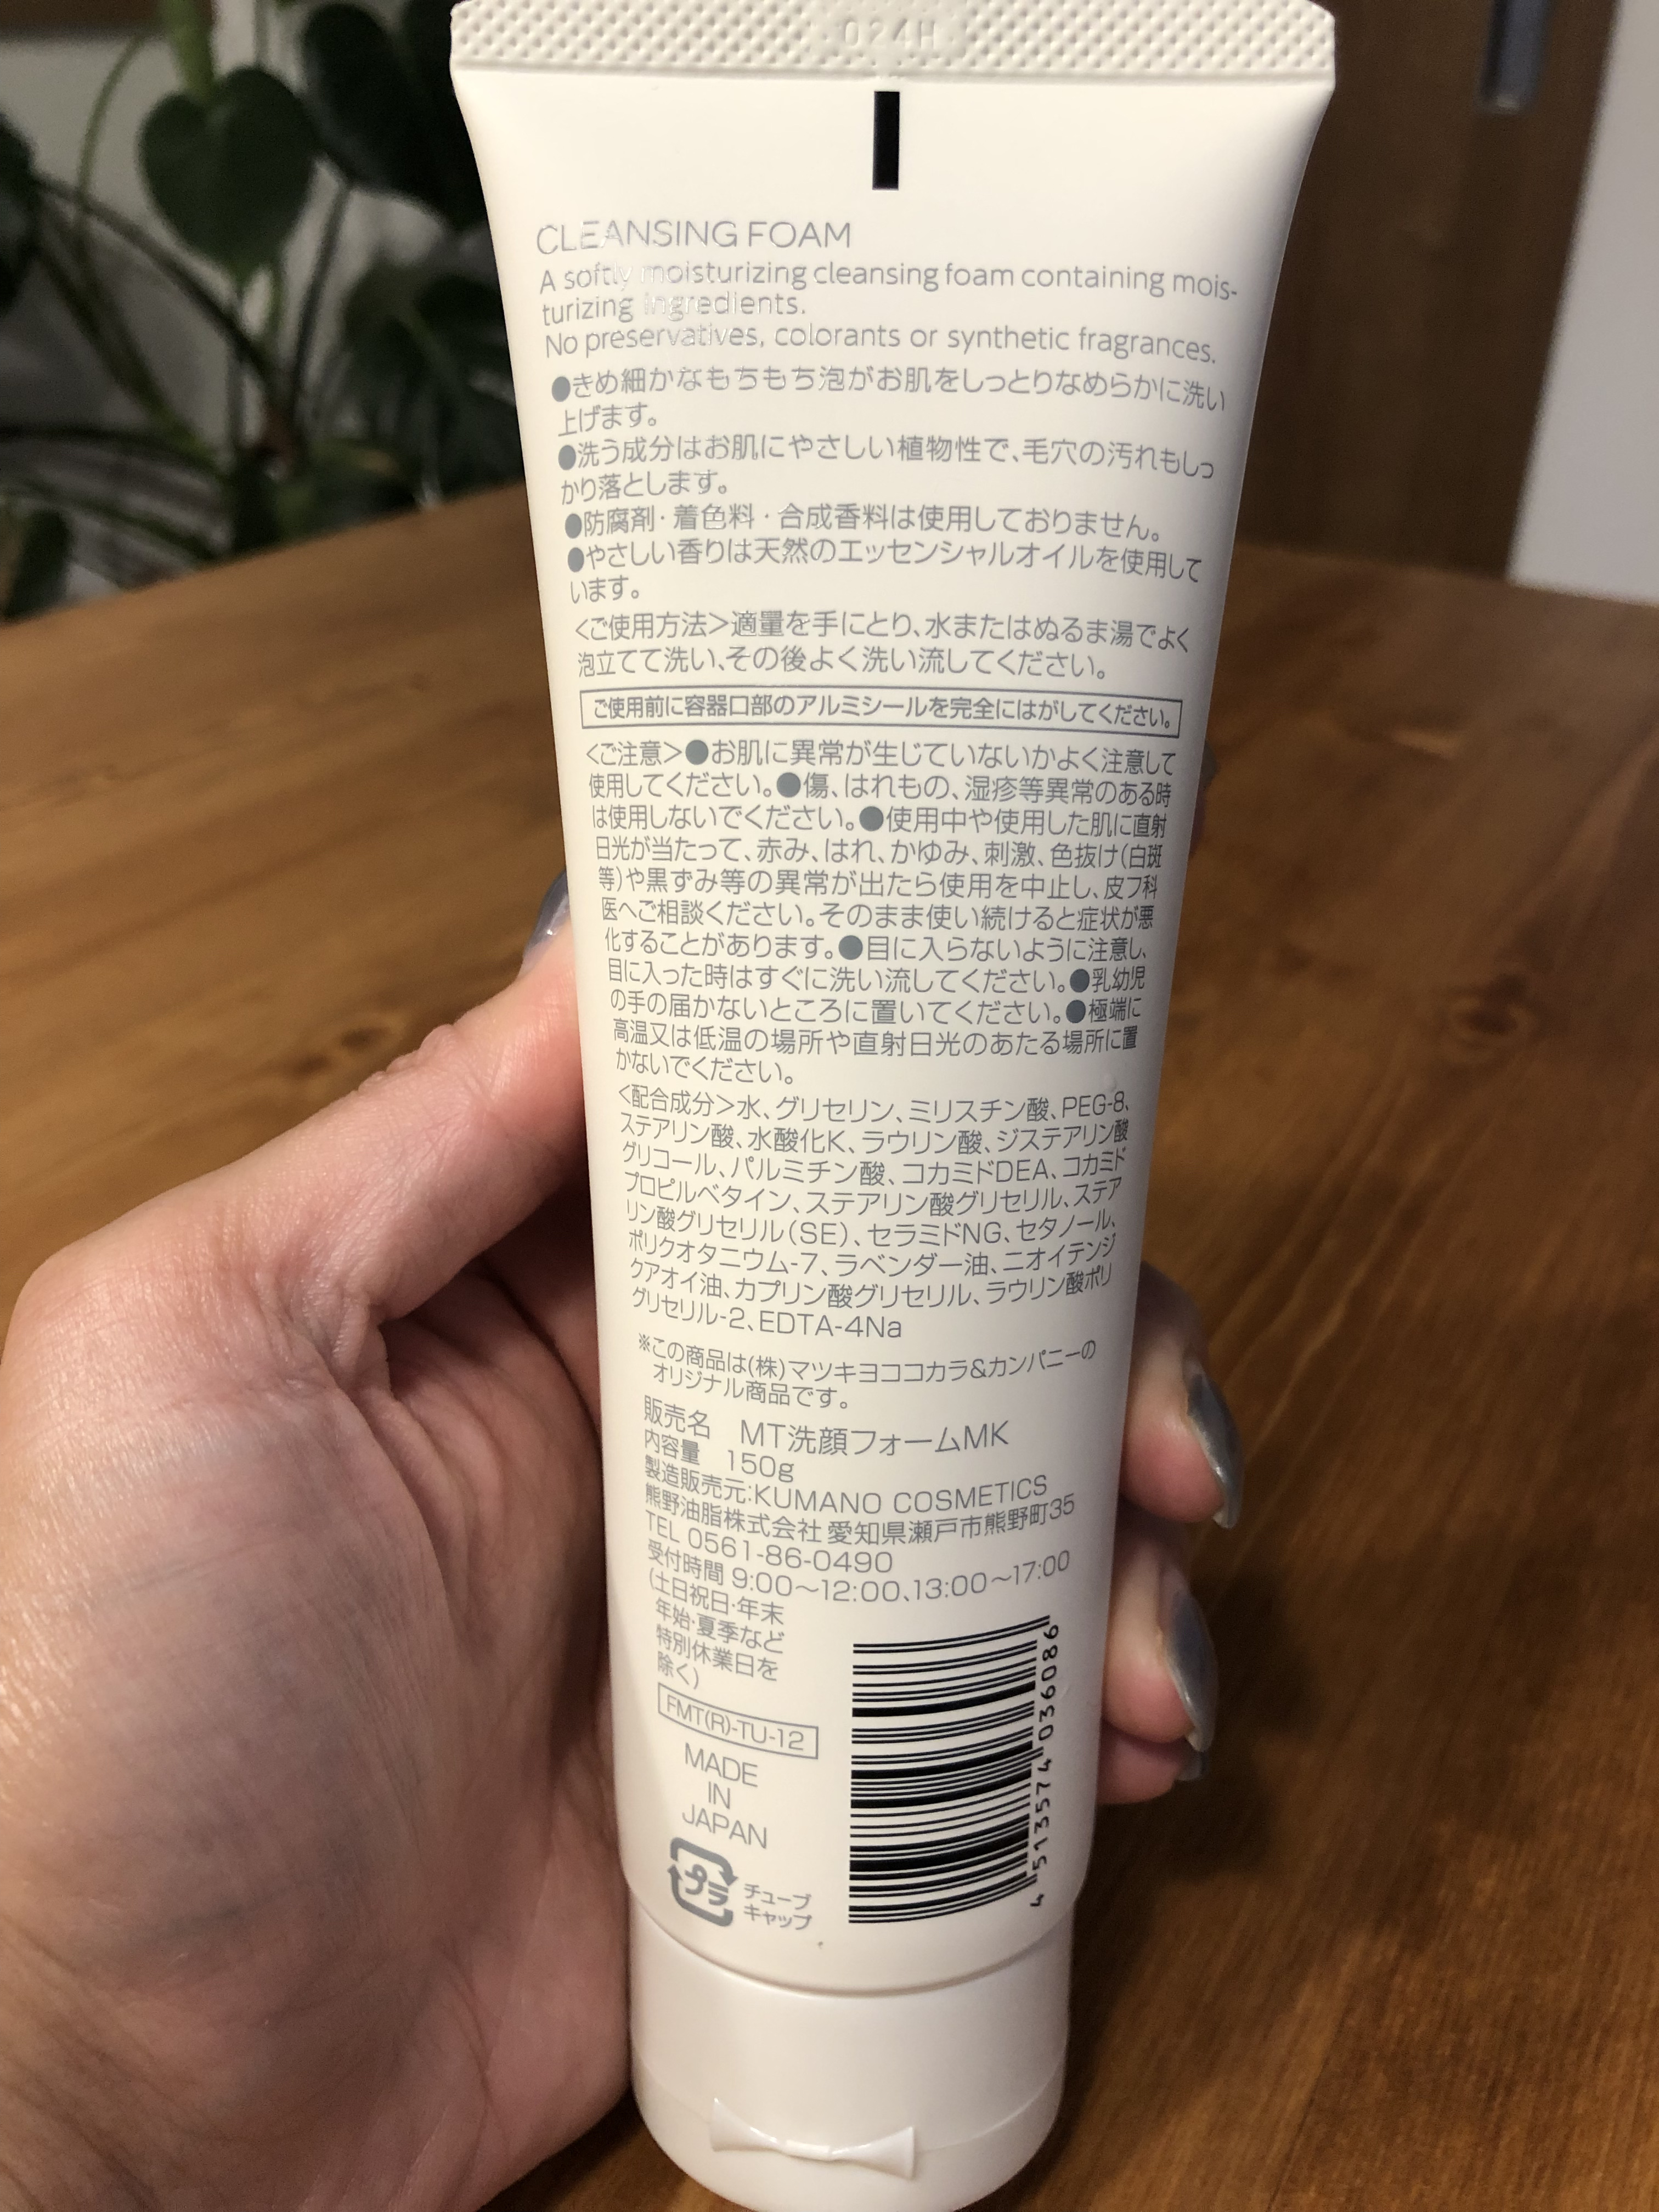 024H
CLEANSING FOAM
A softly moisturizing cleansing foam containing mois-
turizing ingredients.
No preservatives, colorants or synthetic fragrances.
●きめ細かなもちもち泡がお肌をしっとりなめらかに洗い
上げます。
●洗う成分はお肌にやさしい植物性で、毛穴の汚れもしっ
かり落とします。
●防腐剤・着色料・合成香料は使用しておりません。
●やさしい香りは天然のエッセンシャルオイルを使用して
います。
<ご使用方法>適量を手にとり、水またはぬるま湯でよく
泡立てて洗い、その後よく洗い流してください。
ご使用前に容器口部のアルミシールを完全にはがしてください。
<ご注意>●お肌に異常が生じていないかよく注意して
使用してください。●傷、はれもの、湿疹等異常のある時
は使用しないでください。●使用中や使用した肌に直射
日光が当たって、赤み、はれ、かゆみ、刺激、色抜け(白斑
等)や黒ずみ等の異常が出たら使用を中止し、皮フ科
医へご相談ください。そのまま使い続けると症状が悪
化することがあります。●目に入らないように注意し、
目に入った時はすぐに洗い流してください。●乳幼児
の手の届かないところに置いてください。●極端に
高温又は低温の場所や直射日光のあたる場所に置
かないでください。
<配合成分>水、グリセリン、ミリスチン酸、PEG-8、
ステアリン酸、水酸化K、ラウリン酸、ジステアリン酸
グリコール、パルミチン酸、コカミドDEA、コカミド
プロピルベタイン、ステアリン酸グリセリル、ステア
リン酸グリセリル(SE)、セラミドNG、セタノール、
ポリクオタニウム-7、ラベンダー油、ニオイテンジ
クアオイ油、カプリン酸グリセリル、ラウリン酸ポリ
グリセリル-2、EDTA-4Na
※この商品は(株)マツキヨココカラ&カンパニーの
オリジナル商品です。
販売名 MT洗顔フォームMK
内容量 150g
製造販売元:KUMANO COSMETICS
熊野油脂株式会社 愛知県瀬戸市熊野町35
TEL 0561-86-0490
受付時間 9:00〜12:00、13:00〜17:00
(土日祝日・年末
年始・夏季など
特別休業日を
除く)
FMT(R)-TU-12
MADE
IN
JAPAN
プラ
チューブ
キャップ
4 513574 036086